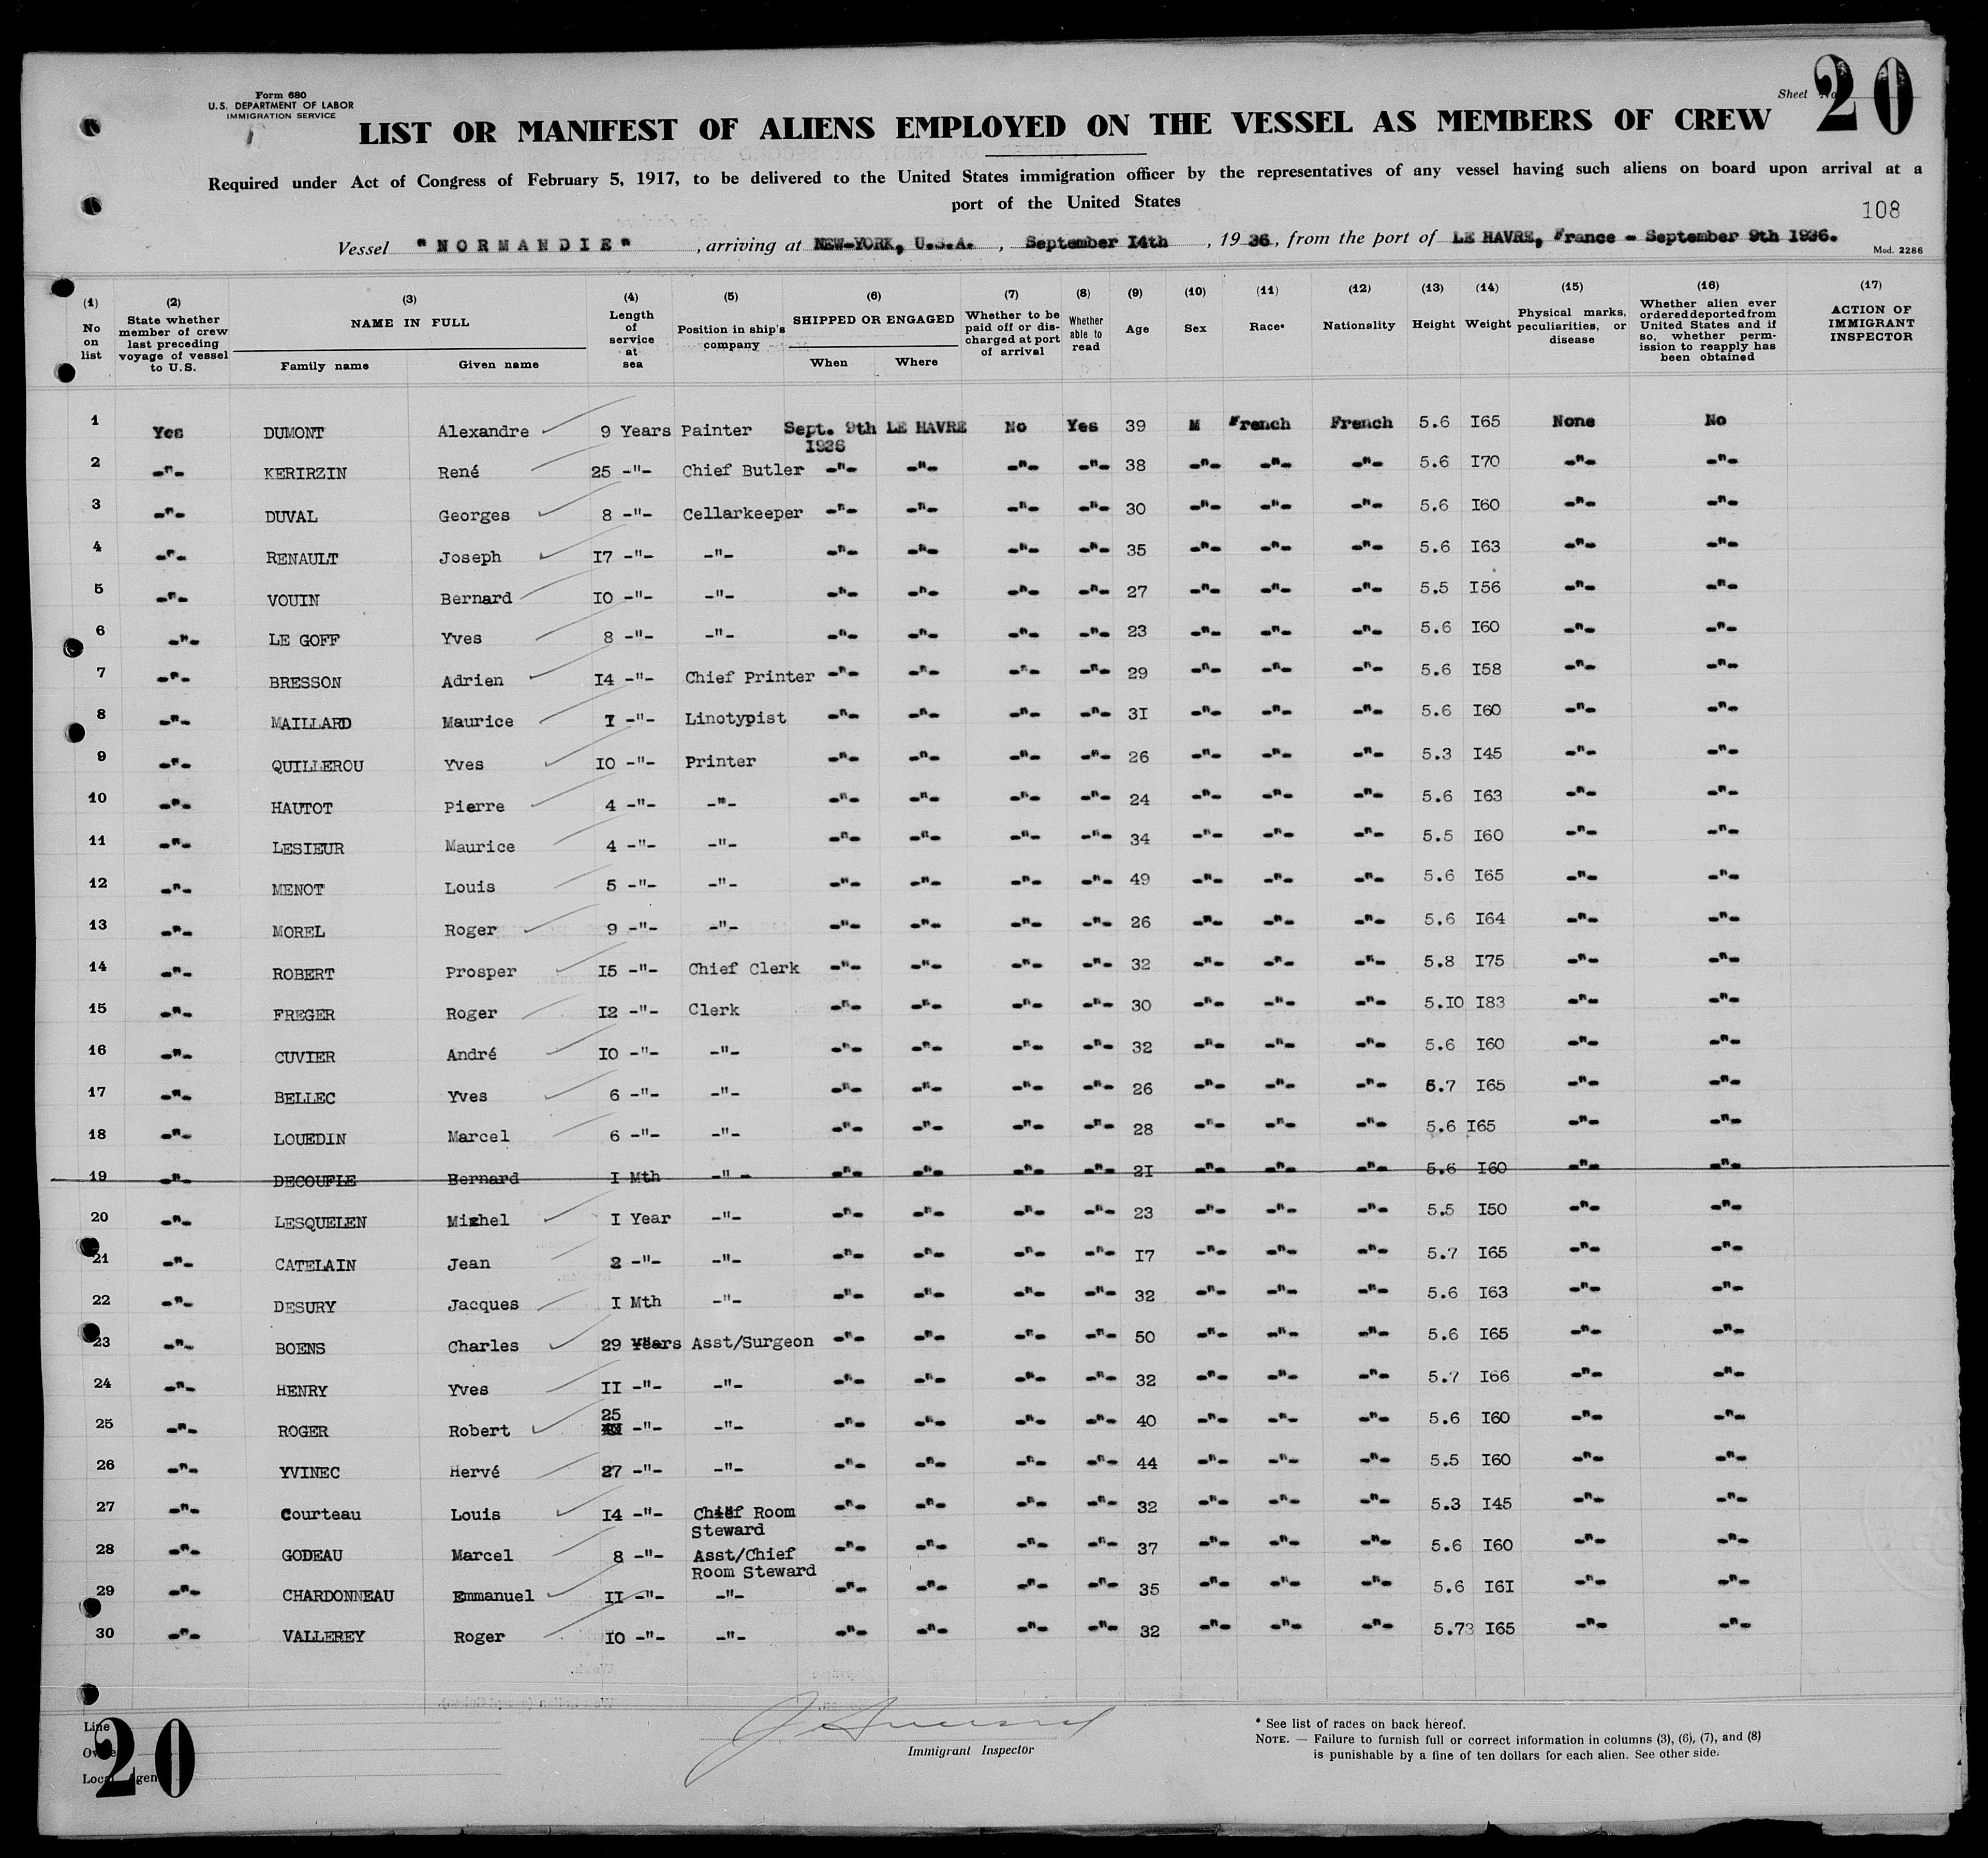 Form 680
U.S. DEPARTMENT OF LABOR
IMMIGRATION SERVICE
Sheet No 20
LIST OR MANIFEST OF ALIENS EMPLOYED ON THE VESSEL AS MEMBERS OF CREW
Required under Act of Congress of February 5, 1917, to be delivered to the United States immigration officer by the representatives of any vessel having such aliens on board upon arrival at a
port of the United States
108
Vessel "NORMANDIE", arriving at NEW-YORK, U.S.A., September I4th, 1936, from the port of LE HAVRE, France - September 9th 1936.
Mod. 2286
(1) No on list (2) State whether member of crew last preceding voyage of vessel to U.S. (3) NAME IN FULL Family name Given name (4) Length of service at sea (5) Position in ship's company (6) SHIPPED OR ENGAGED When Where (7) Whether to be paid off or discharged at port of arrival (8) Whether able to read (9) Age (10) Sex (11) Race* (12) Nationality (13) Height (14) Weight (15) Physical marks, peculiarities, or disease (16) Whether alien ever ordered deported from United States and if so, whether permission to reapply has been obtained (17) ACTION OF IMMIGRANT INSPECTOR
1 Yes DUMONT Alexandre 9 Years Painter Sept. 9th I936 LE HAVRE No Yes 39 M French French 5.6 I65 None No
2 -"- KERIRZIN René 25 -"- Chief Butler -"- -"- -"- -"- 38 -"- -"- -"- 5.6 I70 -"- -"-
3 -"- DUVAL Georges 8 -"- Cellarkeeper -"- -"- -"- -"- 30 -"- -"- -"- 5.6 I60 -"- -"-
4 -"- RENAULT Joseph I7 -"- -"- -"- -"- -"- -"- 35 -"- -"- -"- 5.6 I63 -"- -"-
5 -"- VOUIN Bernard I0 -"- -"- -"- -"- -"- -"- 27 -"- -"- -"- 5.5 I56 -"- -"-
6 -"- LE GOFF Yves 8 -"- -"- -"- -"- -"- -"- 23 -"- -"- -"- 5.6 I60 -"- -"-
7 -"- BRESSON Adrien I4 -"- Chief Printer -"- -"- -"- -"- 29 -"- -"- -"- 5.6 I58 -"- -"-
8 -"- MAILLARD Maurice -"- Linotypist -"- -"- -"- -"- 3I -"- -"- -"- 5.6 I60 -"- -"-
9 -"- QUILLEROU Yves I0 -"- Printer -"- -"- -"- -"- 26 -"- -"- -"- 5.3 I45 -"- -"-
10 -"- HAUTOT Pierre 4 -"- -"- -"- -"- -"- -"- 24 -"- -"- -"- 5.6 I63 -"- -"-
11 -"- LESIEUR Maurice 4 -"- -"- -"- -"- -"- -"- 34 -"- -"- -"- 5.5 I60 -"- -"-
12 -"- MENOT Louis 5 -"- -"- -"- -"- -"- -"- 49 -"- -"- -"- 5.6 I65 -"- -"-
13 -"- MOREL Roger 9 -"- -"- -"- -"- -"- -"- 26 -"- -"- -"- 5.6 I64 -"- -"-
14 -"- ROBERT Prosper I5 -"- Chief Clerk -"- -"- -"- -"- 32 -"- -"- -"- 5.8 I75 -"- -"-
15 -"- FREGER Roger I2 -"- Clerk -"- -"- -"- -"- 30 -"- -"- -"- 5.I0 I83 -"- -"-
16 -"- CUVIER André I0 -"- -"- -"- -"- -"- -"- 32 -"- -"- -"- 5.6 I60 -"- -"-
17 -"- BELLEC Yves 6 -"- -"- -"- -"- -"- -"- 26 -"- -"- -"- 5.7 I65 -"- -"-
18 -"- LOUEDIN Marcel 6 -"- -"- -"- -"- -"- -"- 28 -"- -"- -"- 5.6 I65 -"- -"-
19 -"- DECOUFLE Bernard I Mth -"- -"- -"- -"- -"- 2I -"- -"- -"- 5.6 I60 -"- -"-
20 -"- LESQUELEN Mixhel I Year -"- -"- -"- -"- -"- 23 -"- -"- -"- 5.5 I50 -"- -"-
21 -"- CATELAIN Jean 2 -"- -"- -"- -"- -"- -"- I7 -"- -"- -"- 5.7 I65 -"- -"-
22 -"- DESURY Jacques I Mth -"- -"- -"- -"- -"- 32 -"- -"- -"- 5.6 I63 -"- -"-
23 -"- BOENS Charles 29 Years Asst/Surgeon -"- -"- -"- -"- 50 -"- -"- -"- 5.6 I65 -"- -"-
24 -"- HENRY Yves II -"- -"- -"- -"- -"- -"- 32 -"- -"- -"- 5.7 I66 -"- -"-
25 -"- ROGER Robert 25 -"- -"- -"- -"- -"- -"- 40 -"- -"- -"- 5.6 I60 -"- -"-
26 -"- YVINEC Hervé 27 -"- -"- -"- -"- -"- -"- 44 -"- -"- -"- 5.5 I60 -"- -"-
27 -"- Courteau Louis I4 -"- Chief Room Steward -"- -"- -"- -"- 32 -"- -"- -"- 5.3 I45 -"- -"-
28 -"- GODEAU Marcel 8 -"- Asst/Chief Room Steward -"- -"- -"- -"- 37 -"- -"- -"- 5.6 I60 -"- -"-
29 -"- CHARDONNEAU Emmanuel II -"- -"- -"- -"- -"- -"- 35 -"- -"- -"- 5.6 I6I -"- -"-
30 -"- VALLEREY Roger I0 -"- -"- -"- -"- -"- -"- 32 -"- -"- -"- 5.73 I65 -"- -"-
Line
Owner
Local Agent
20
Immigrant Inspector
* See list of races on back hereof.
NOTE. — Failure to furnish full or correct information in columns (3), (6), (7), and (8)
is punishable by a fine of ten dollars for each alien. See other side.